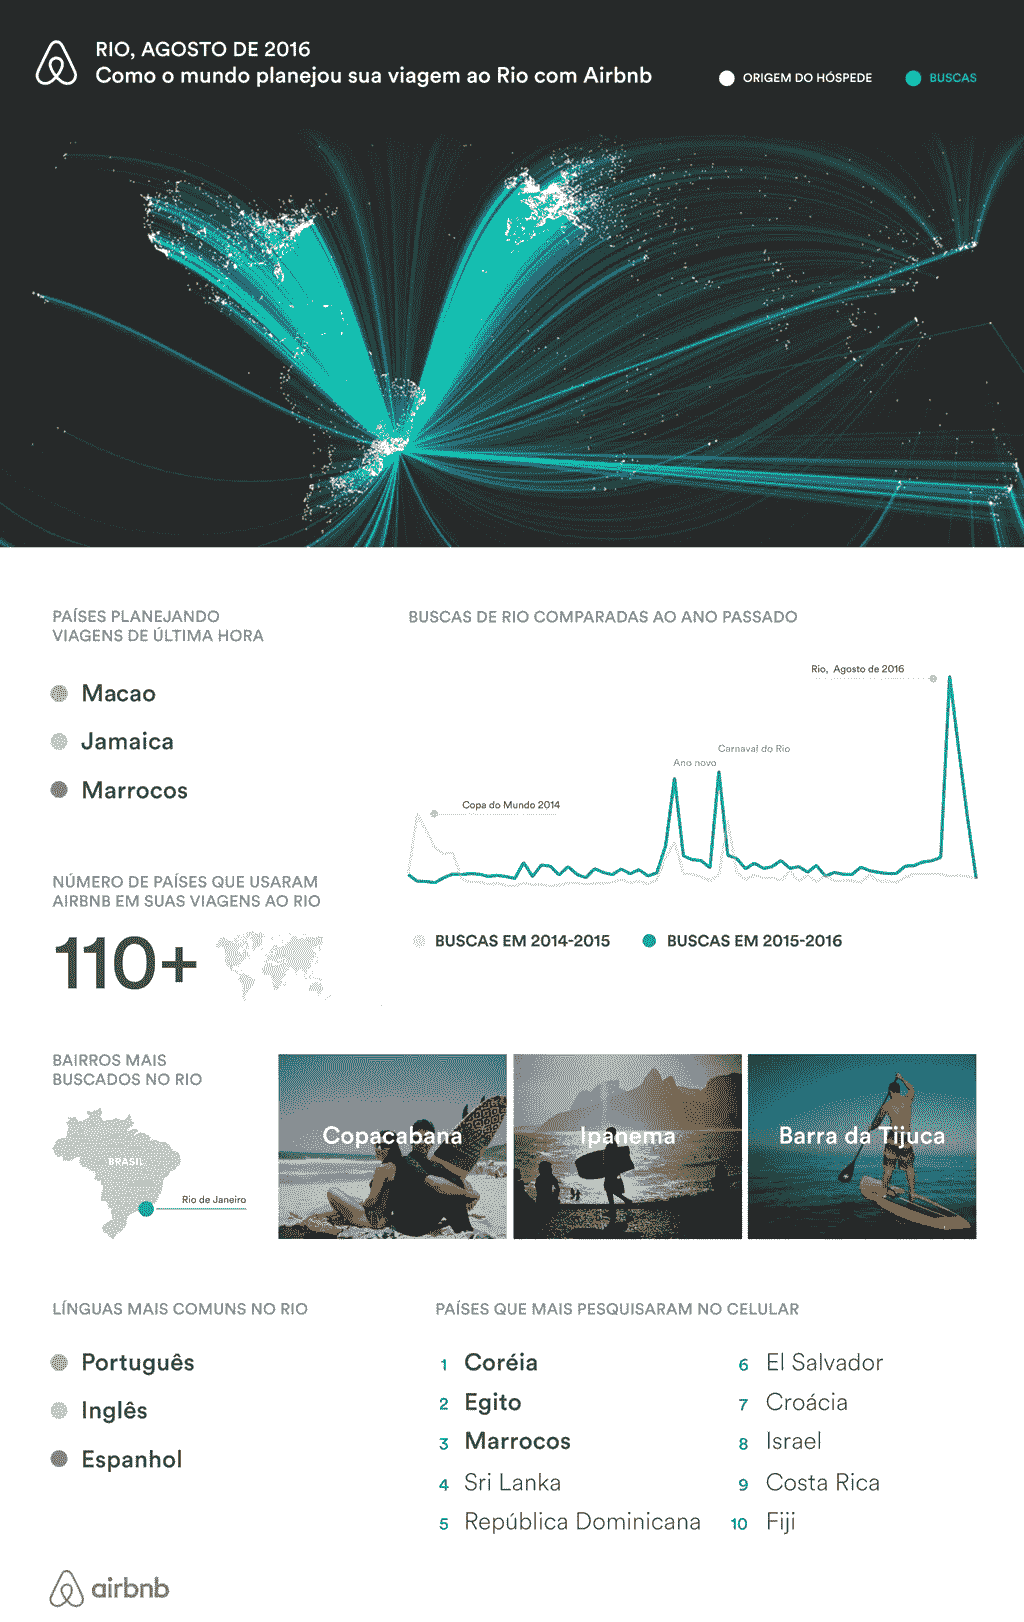 RIO, AGOSTO DE 2016
Como o mundo planejou sua viagem ao Rio com Airbnb
ORIGEM DO HÓSPEDE
BUSCAS
PAÍSES PLANEJANDO
VIAGENS DE ÚLTIMA HORA
Macao
Jamaica
Marrocos
BUSCAS DE RIO COMPARADAS AO ANO PASSADO
Rio, Agosto de 2016
Carnaval do Rio
Ano novo
Copa do Mundo 2014
BUSCAS EM 2014-2015
BUSCAS EM 2015-2016
NÚMERO DE PAÍSES QUE USARAM
AIRBNB EM SUAS VIAGENS AO RIO
110+
BAIRROS MAIS
BUSCADOS NO RIO
BRASIL
Rio de Janeiro
Copacabana
Ipanema
Barra da Tijuca
LÍNGUAS MAIS COMUNS NO RIO
Português
Inglês
Espanhol
PAÍSES QUE MAIS PESQUISARAM NO CELULAR
1 Coréia
2 Egito
3 Marrocos
4 Sri Lanka
5 República Dominicana
6 El Salvador
7 Croácia
8 Israel
9 Costa Rica
10 Fiji
airbnb